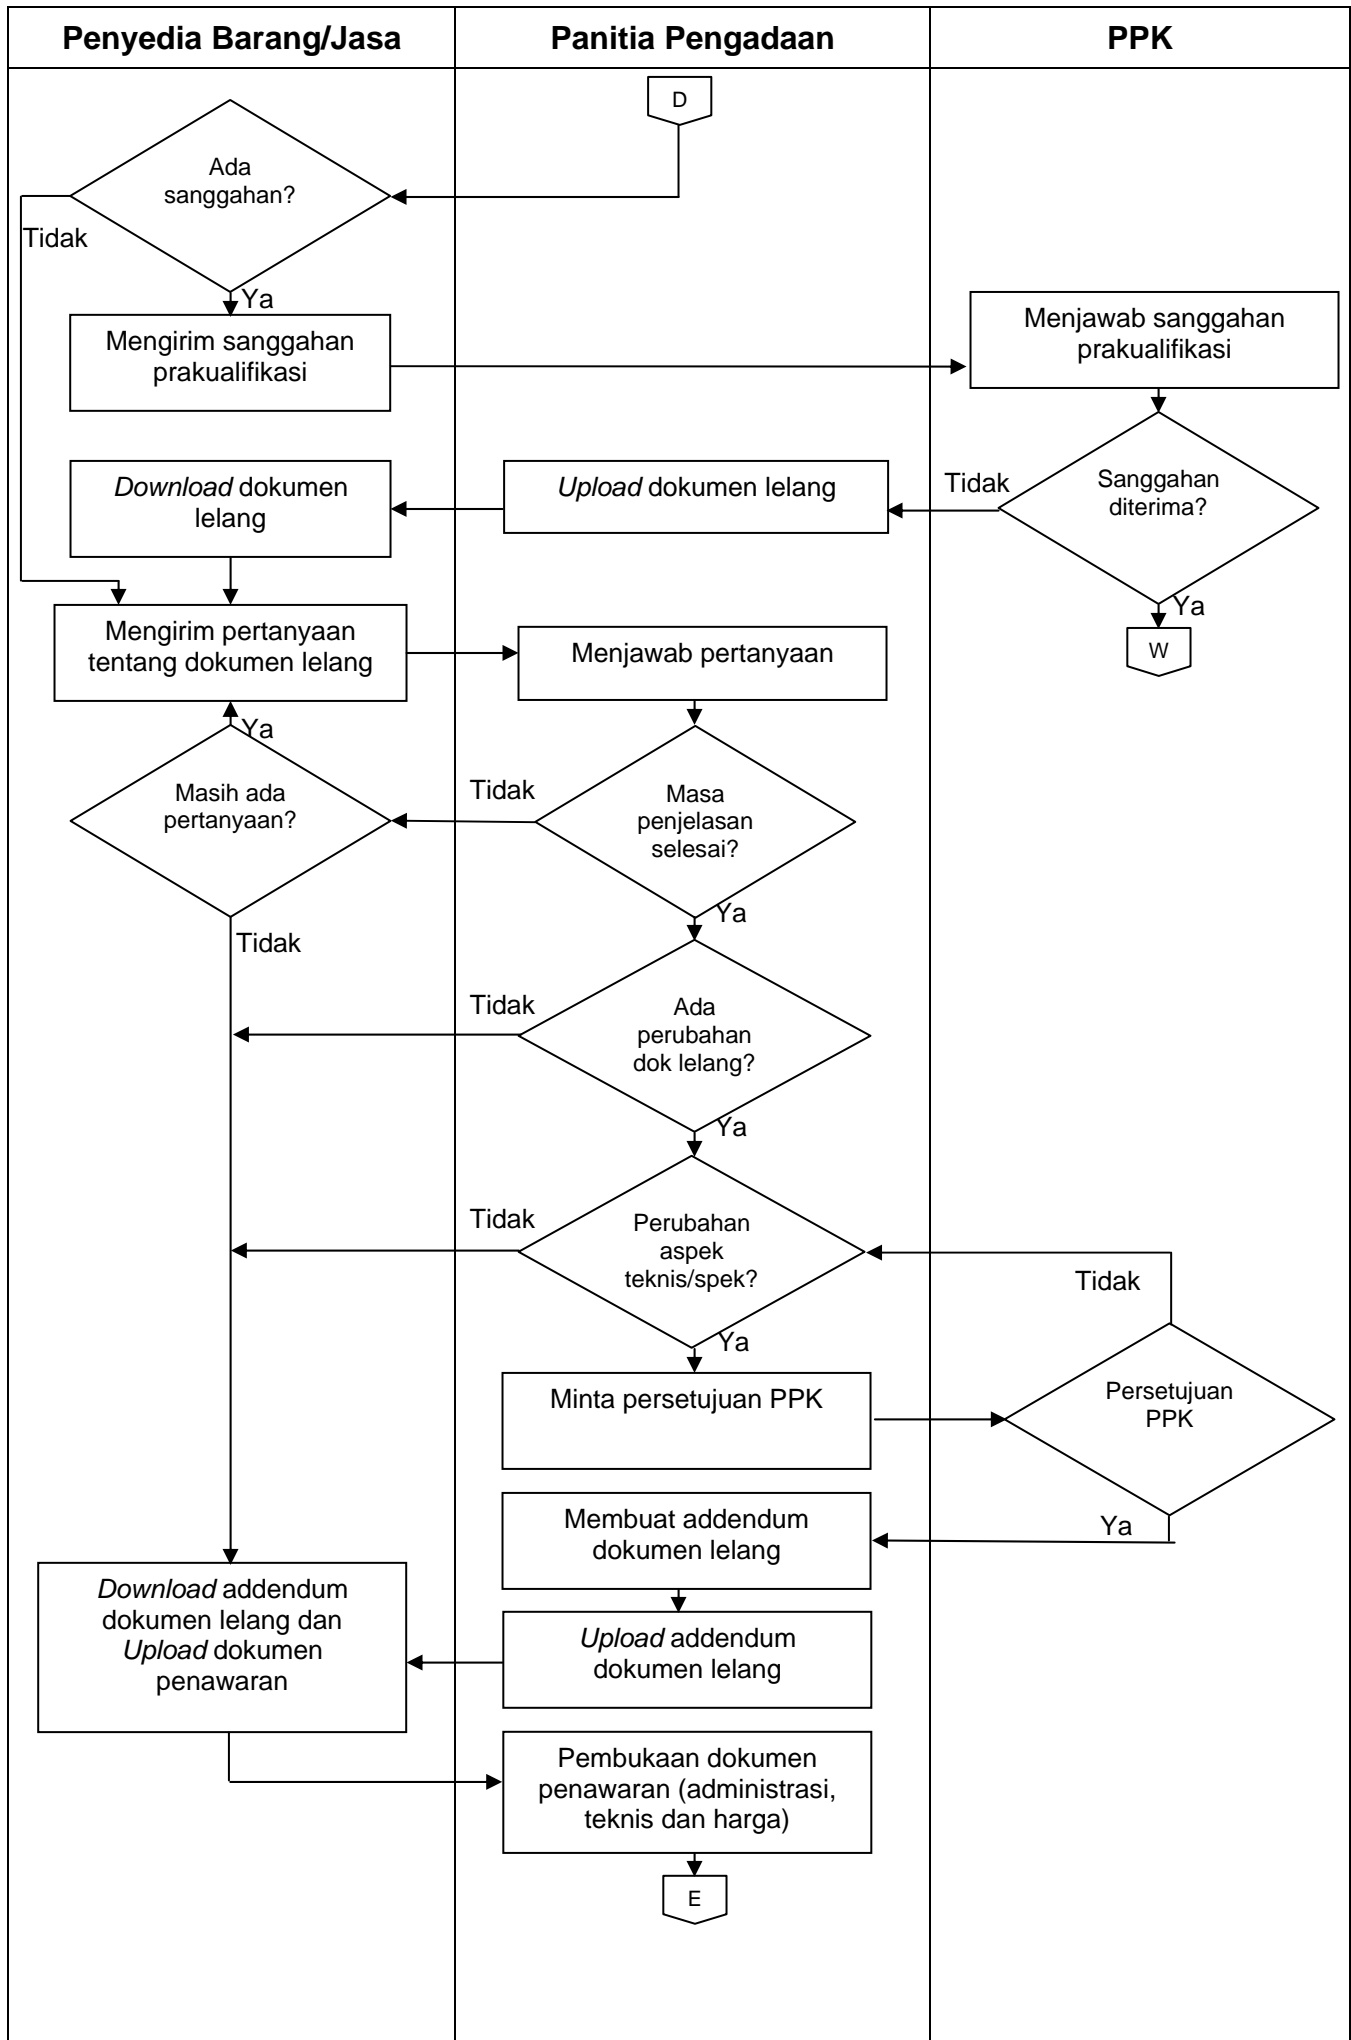 Penyedia Barang/Jasa
Panitia Pengadaan
PPK
D
Ada
sanggahan?
Tidak
Ya
Mengirim sanggahan
prakualifikasi
Menjawab sanggahan
prakualifikasi
Download dokumen
lelang
Upload dokumen lelang
Tidak
Sanggahan
diterima?
Ya
W
Mengirim pertanyaan
tentang dokumen lelang
Menjawab pertanyaan
Ya
Masih ada
pertanyaan?
Tidak
Masa
penjelasan
selesai?
Ya
Tidak
Tidak
Ada
perubahan
dok lelang?
Ya
Tidak
Perubahan
aspek
teknis/spek?
Tidak
Ya
Minta persetujuan PPK
Persetujuan
PPK
Ya
Membuat addendum
dokumen lelang
Download addendum
dokumen lelang dan
Upload dokumen
penawaran
Upload addendum
dokumen lelang
Pembukaan dokumen
penawaran (administrasi,
teknis dan harga)
E